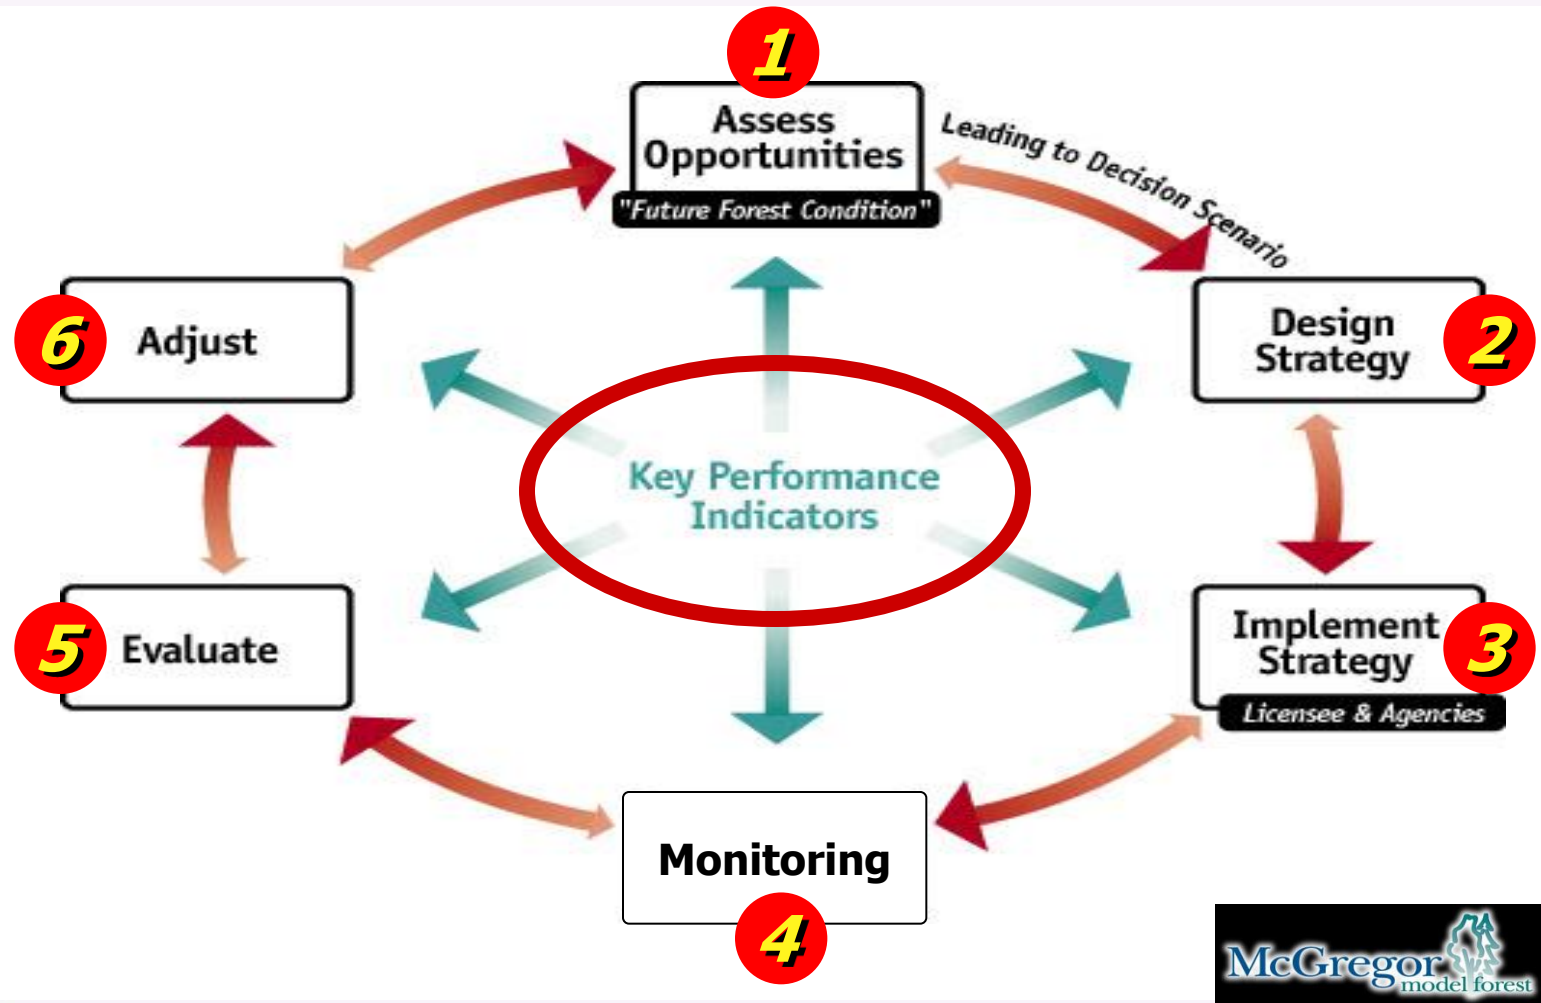 1
Assess
Opportunities
"Future Forest Condition"
Leading to Decision Scenario
2
Design
Strategy
3
Implement
Strategy
Licensee & Agencies
4
Monitoring
5
Evaluate
6
Adjust
Key Performance
Indicators
McGregor
model forest